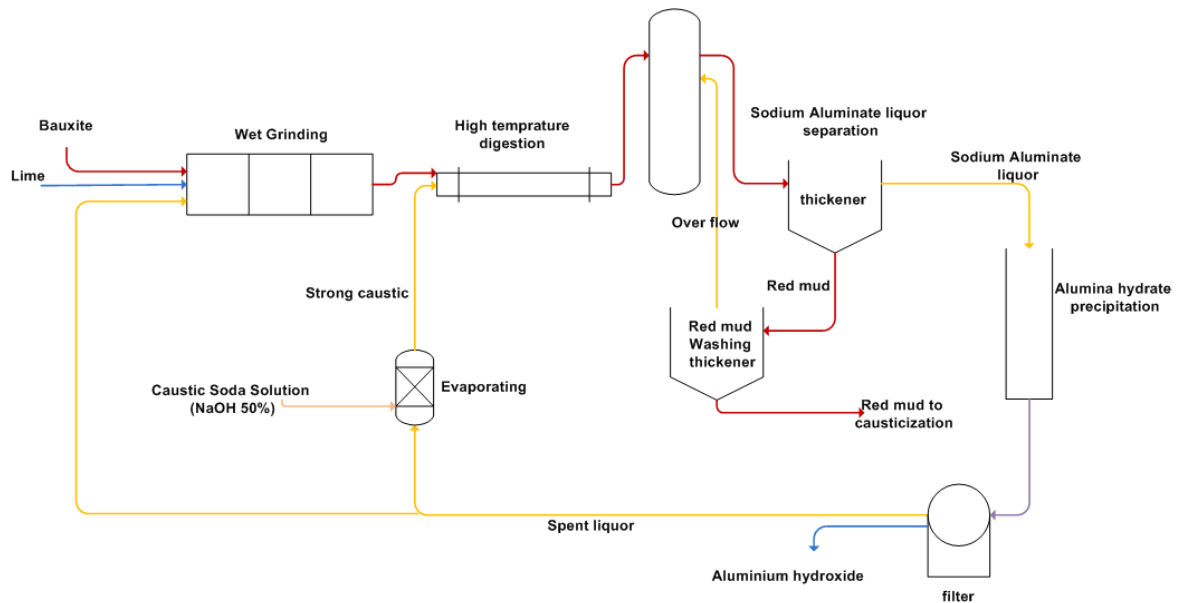 Bauxite
Lime
Wet Grinding
High temprature
digestion
Sodium Aluminate liquor
separation
Sodium Aluminate
liquor
thickener
Over flow
Red mud
Strong caustic
Alumina hydrate
precipitation
Red mud
Washing
thickener
Evaporating
Caustic Soda Solution
(NaOH 50%)
Red mud to
causticization
Spent liquor
Aluminium hydroxide
filter